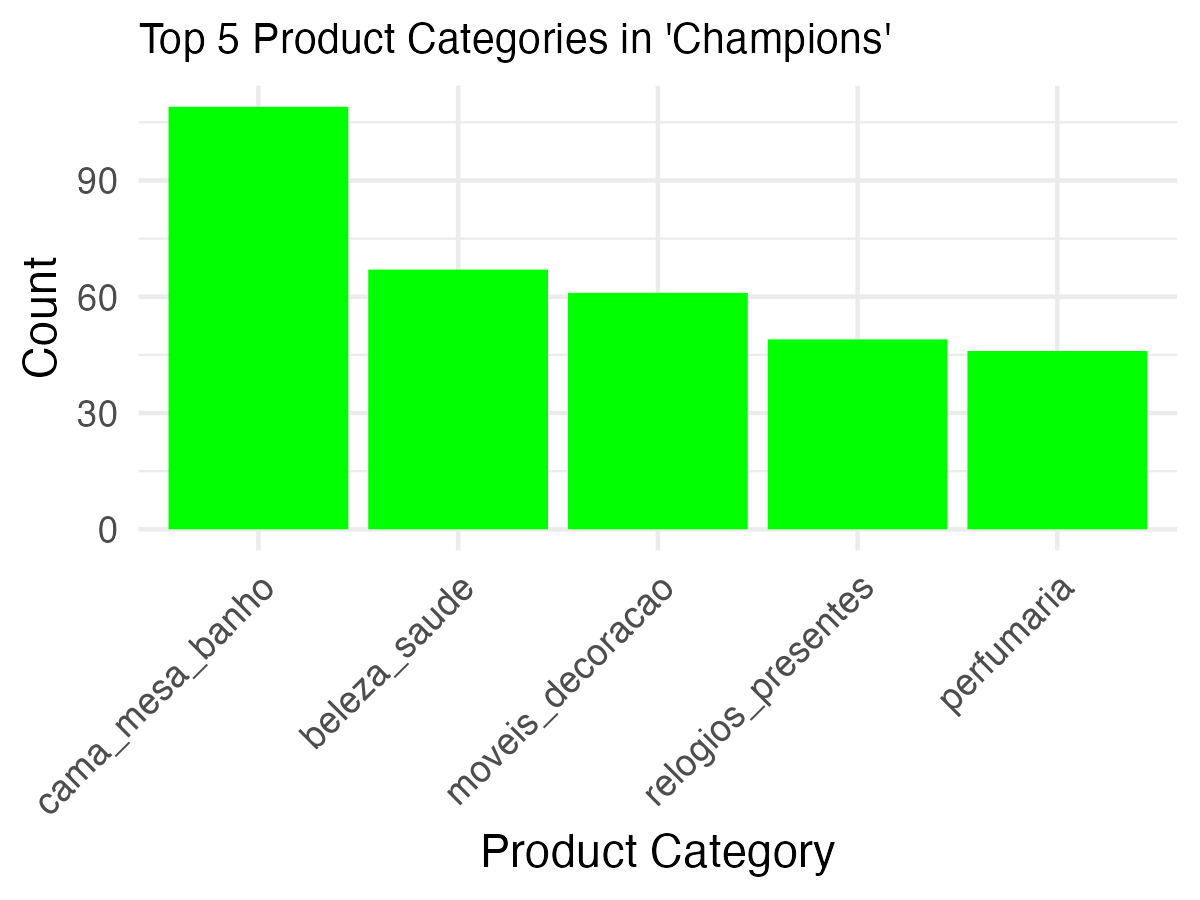 Top 5 Product Categories in 'Champions'
Count
90
60
30
0
cama_mesa_banho
beleza_saude
moveis_decoracao
relogios_presentes
perfumaria
Product Category